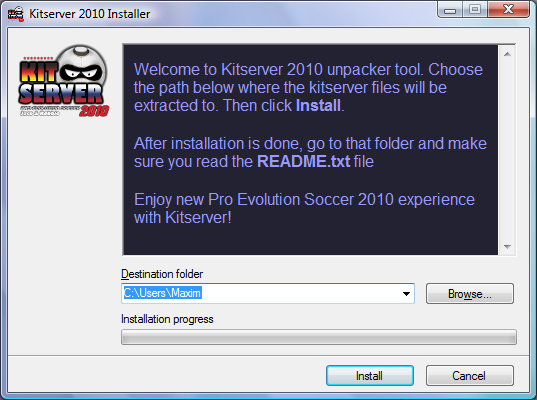 Kitserver 2010 Installer
KIT
SERVER
2010
Welcome to Kitserver 2010 unpacker tool. Choose
the path below where the kitserver files will be
extracted to. Then click Install.
After installation is done, go to that folder and make
sure you read the README.txt file
Enjoy new Pro Evolution Soccer 2010 experience
with Kitserver!
Destination folder
C:\Users\Maxim
Browse...
Installation progress
Install
Cancel